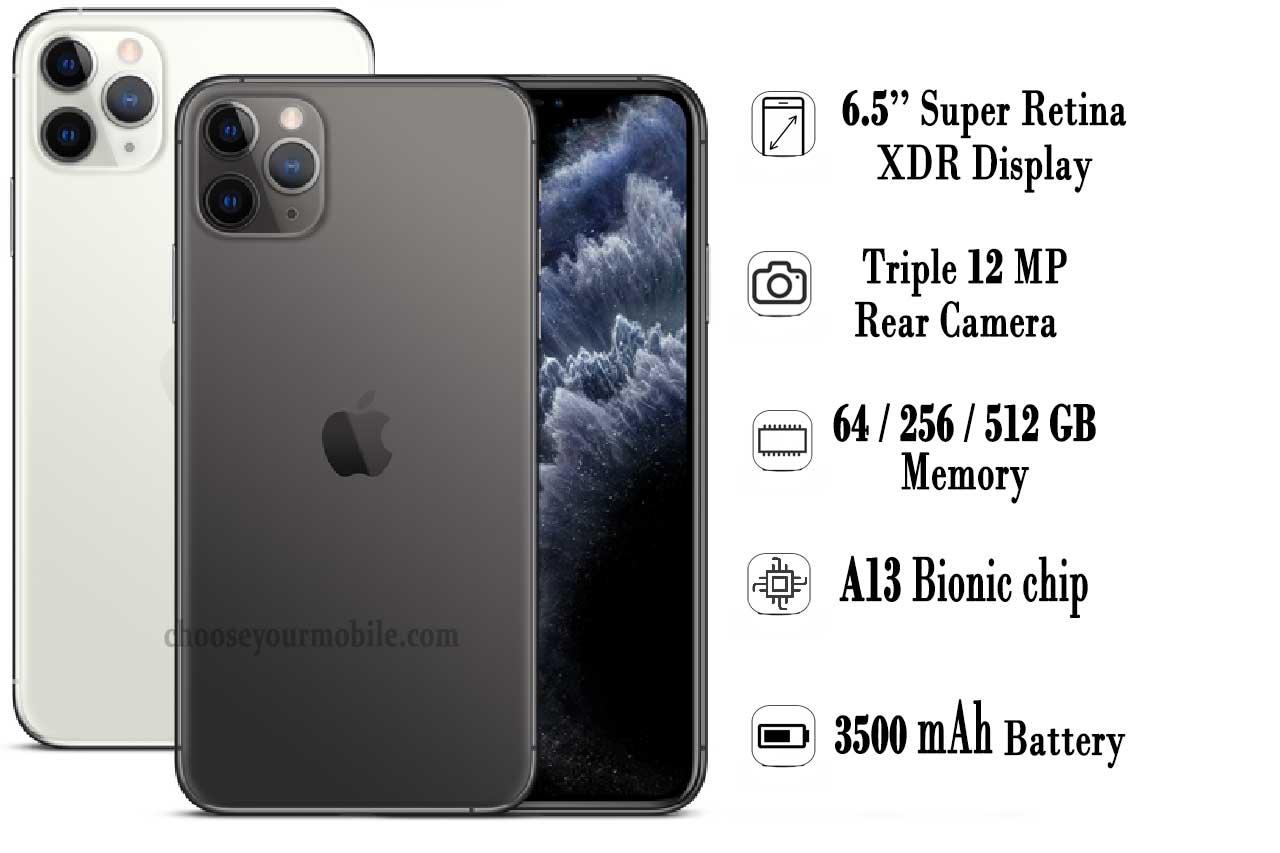 6.5” Super Retina
XDR Display
Triple 12 MP
Rear Camera
64 / 256 / 512 GB
Memory
A13 Bionic chip
3500 mAh Battery
chooseyourmobile.com